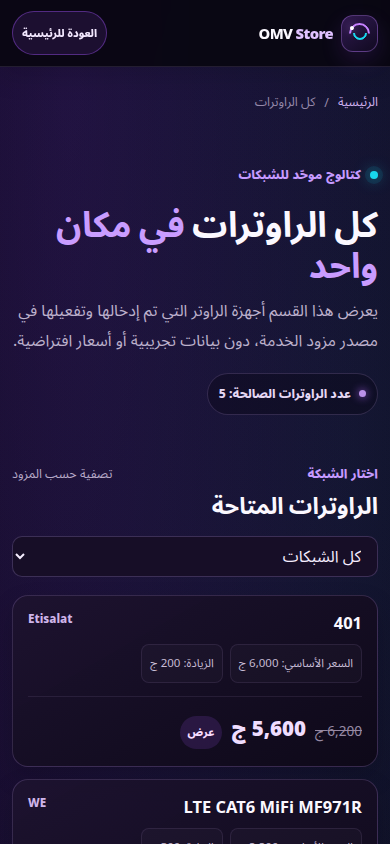 OMV Store
العودة للرئيسية
الرئيسية / كل الراوترات
كتالوج موحّد للشبكات
كل الراوترات في مكان
واحد
يعرض هذا القسم أجهزة الراوتر التي تم إدخالها وتفعيلها في
مصدر مزود الخدمة، دون بيانات تجريبية أو أسعار افتراضية.
عدد الراوترات الصالحة: 5
اختار الشبكة
تصفية حسب المزود
الراوترات المتاحة
كل الشبكات
401
Etisalat
السعر الأساسي: 6,000 ج
الزيادة: 200 ج
6,200 ج 5,600 ج عرض
LTE CAT6 MiFi MF971R
WE